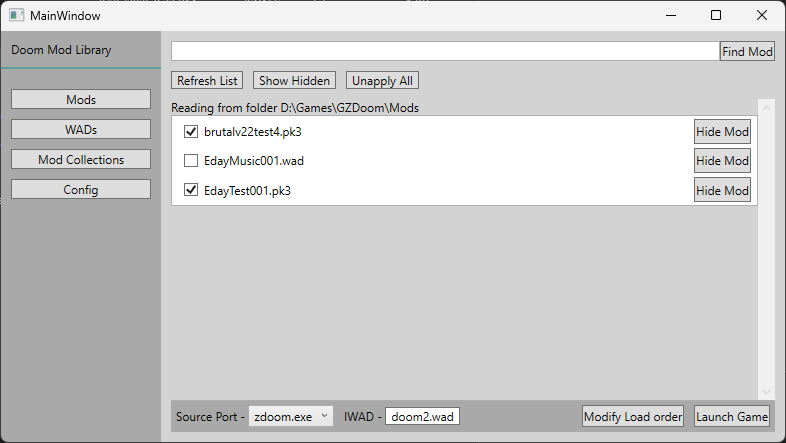 MainWindow
Doom Mod Library
Find Mod
Refresh List Show Hidden Unapply All
Mods
Reading from folder D:\Games\GZDoom\Mods
WADs
brutalv22test4.pk3 Hide Mod
Mod Collections
EdayMusic001.wad Hide Mod
Config
EdayTest001.pk3 Hide Mod
Source Port - zdoom.exe IWAD - doom2.wad Modify Load order Launch Game